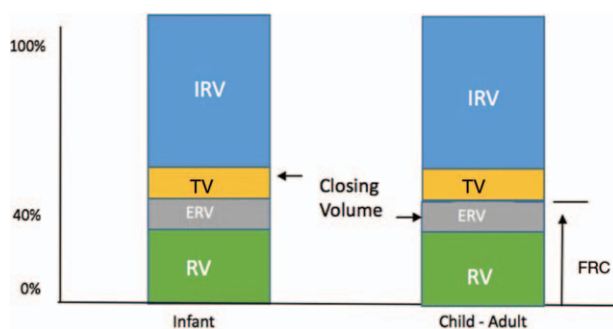 100%
40%
0%
IRV
TV
ERV
RV
Infant
Closing
Volume
IRV
TV
ERV
RV
Child - Adult
FRC